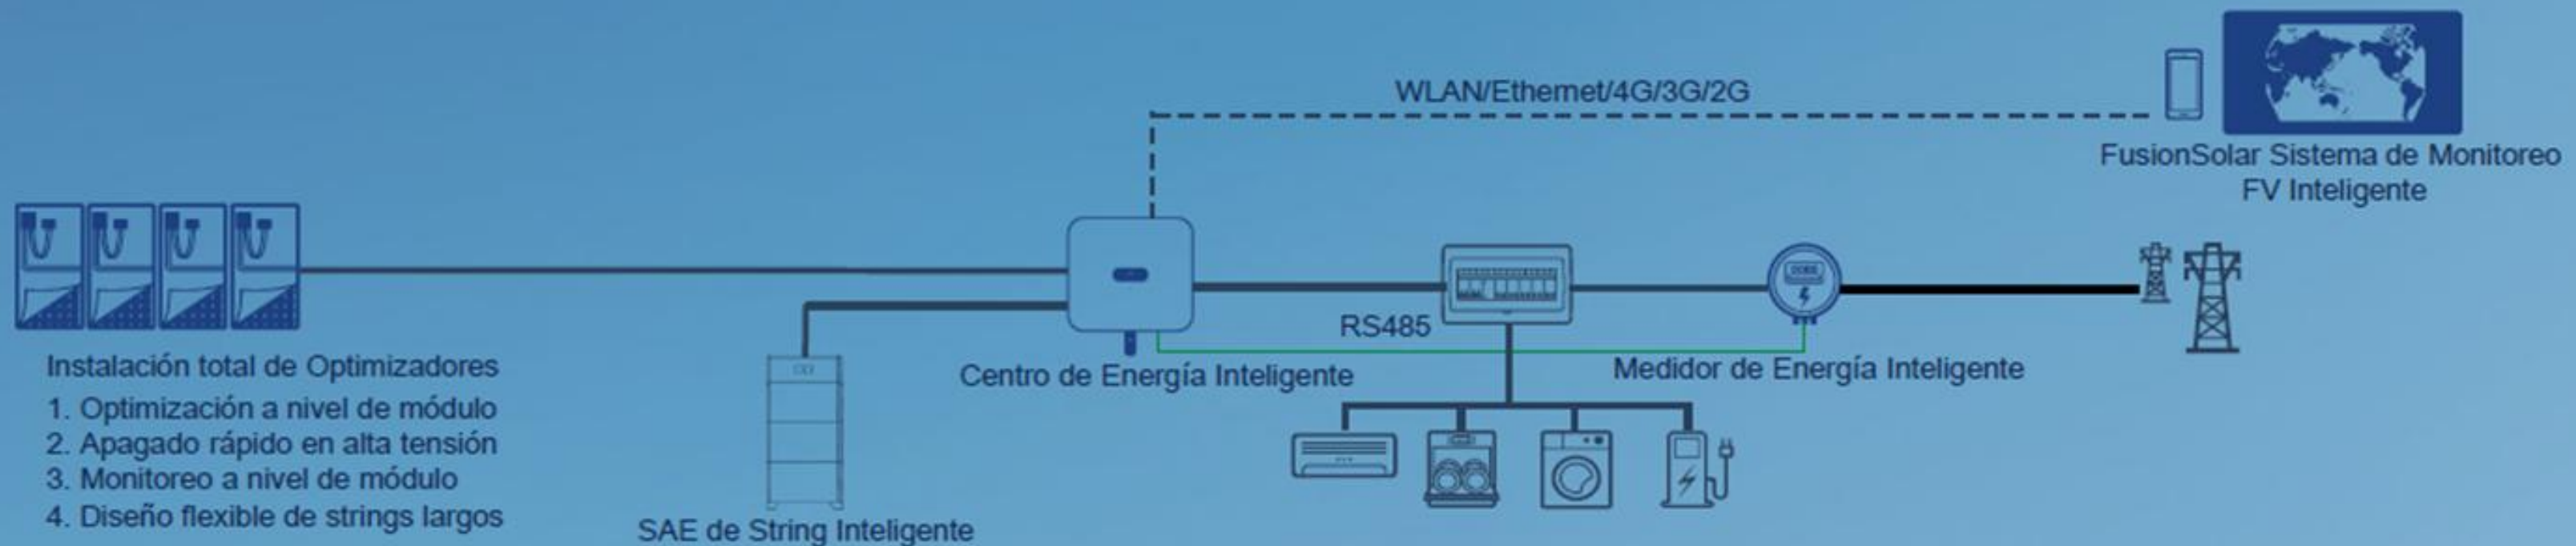 WLAN/Ethernet/4G/3G/2G
FusionSolar Sistema de Monitoreo
FV Inteligente
RS485
Instalación total de Optimizadores
1. Optimización a nivel de módulo
2. Apagado rápido en alta tensión
3. Monitoreo a nivel de módulo
4. Diseño flexible de strings largos
Centro de Energía Inteligente
Medidor de Energía Inteligente
SAE de String Inteligente